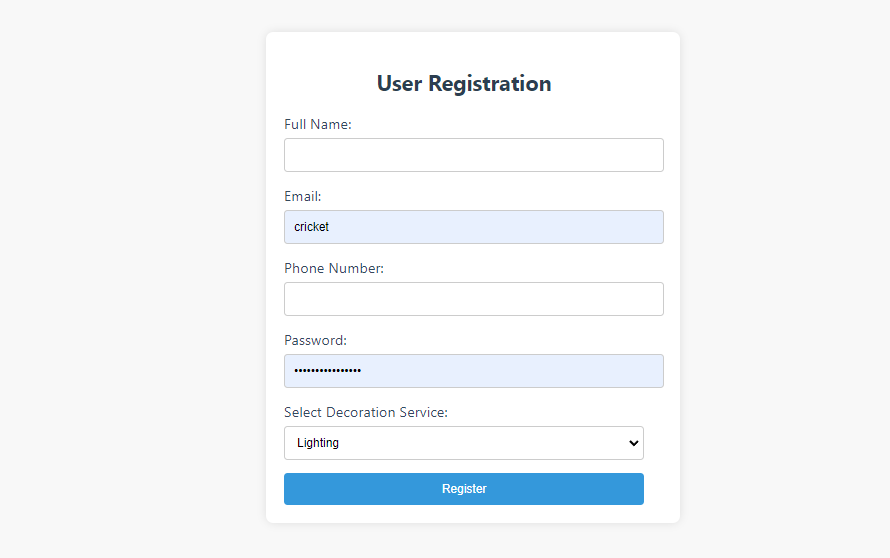 User Registration
Full Name:
Email:
cricket
Phone Number:
Password:
••••••••••••••••
Select Decoration Service:
Lighting
Register